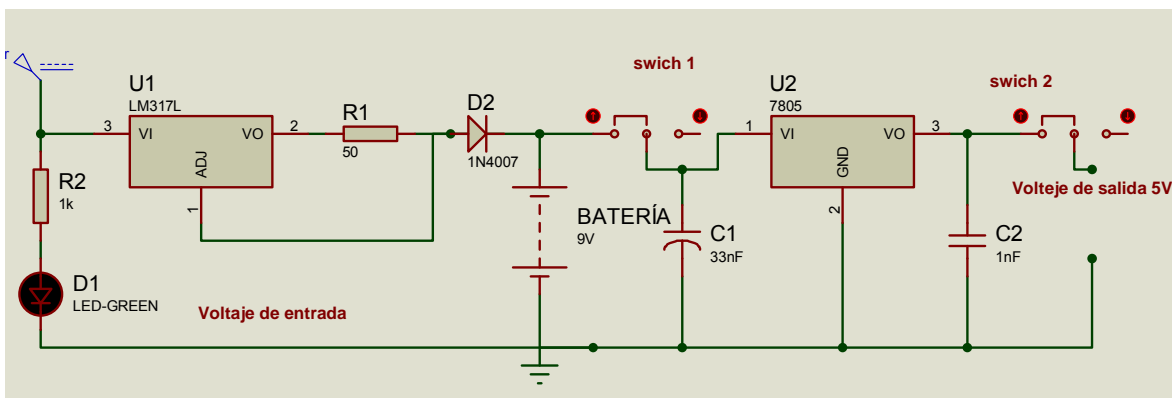 r
swich 1
U1
LM317L
R1
50
D2
1N4007
U2
7805
swich 2
3
VI
VO
2
ADJ
1
1
VI
VO
3
GND
2
R2
1k
BATERÍA
9V
C1
33nF
C2
1nF
Volteje de salida 5V
D1
LED-GREEN
Voltaje de entrada